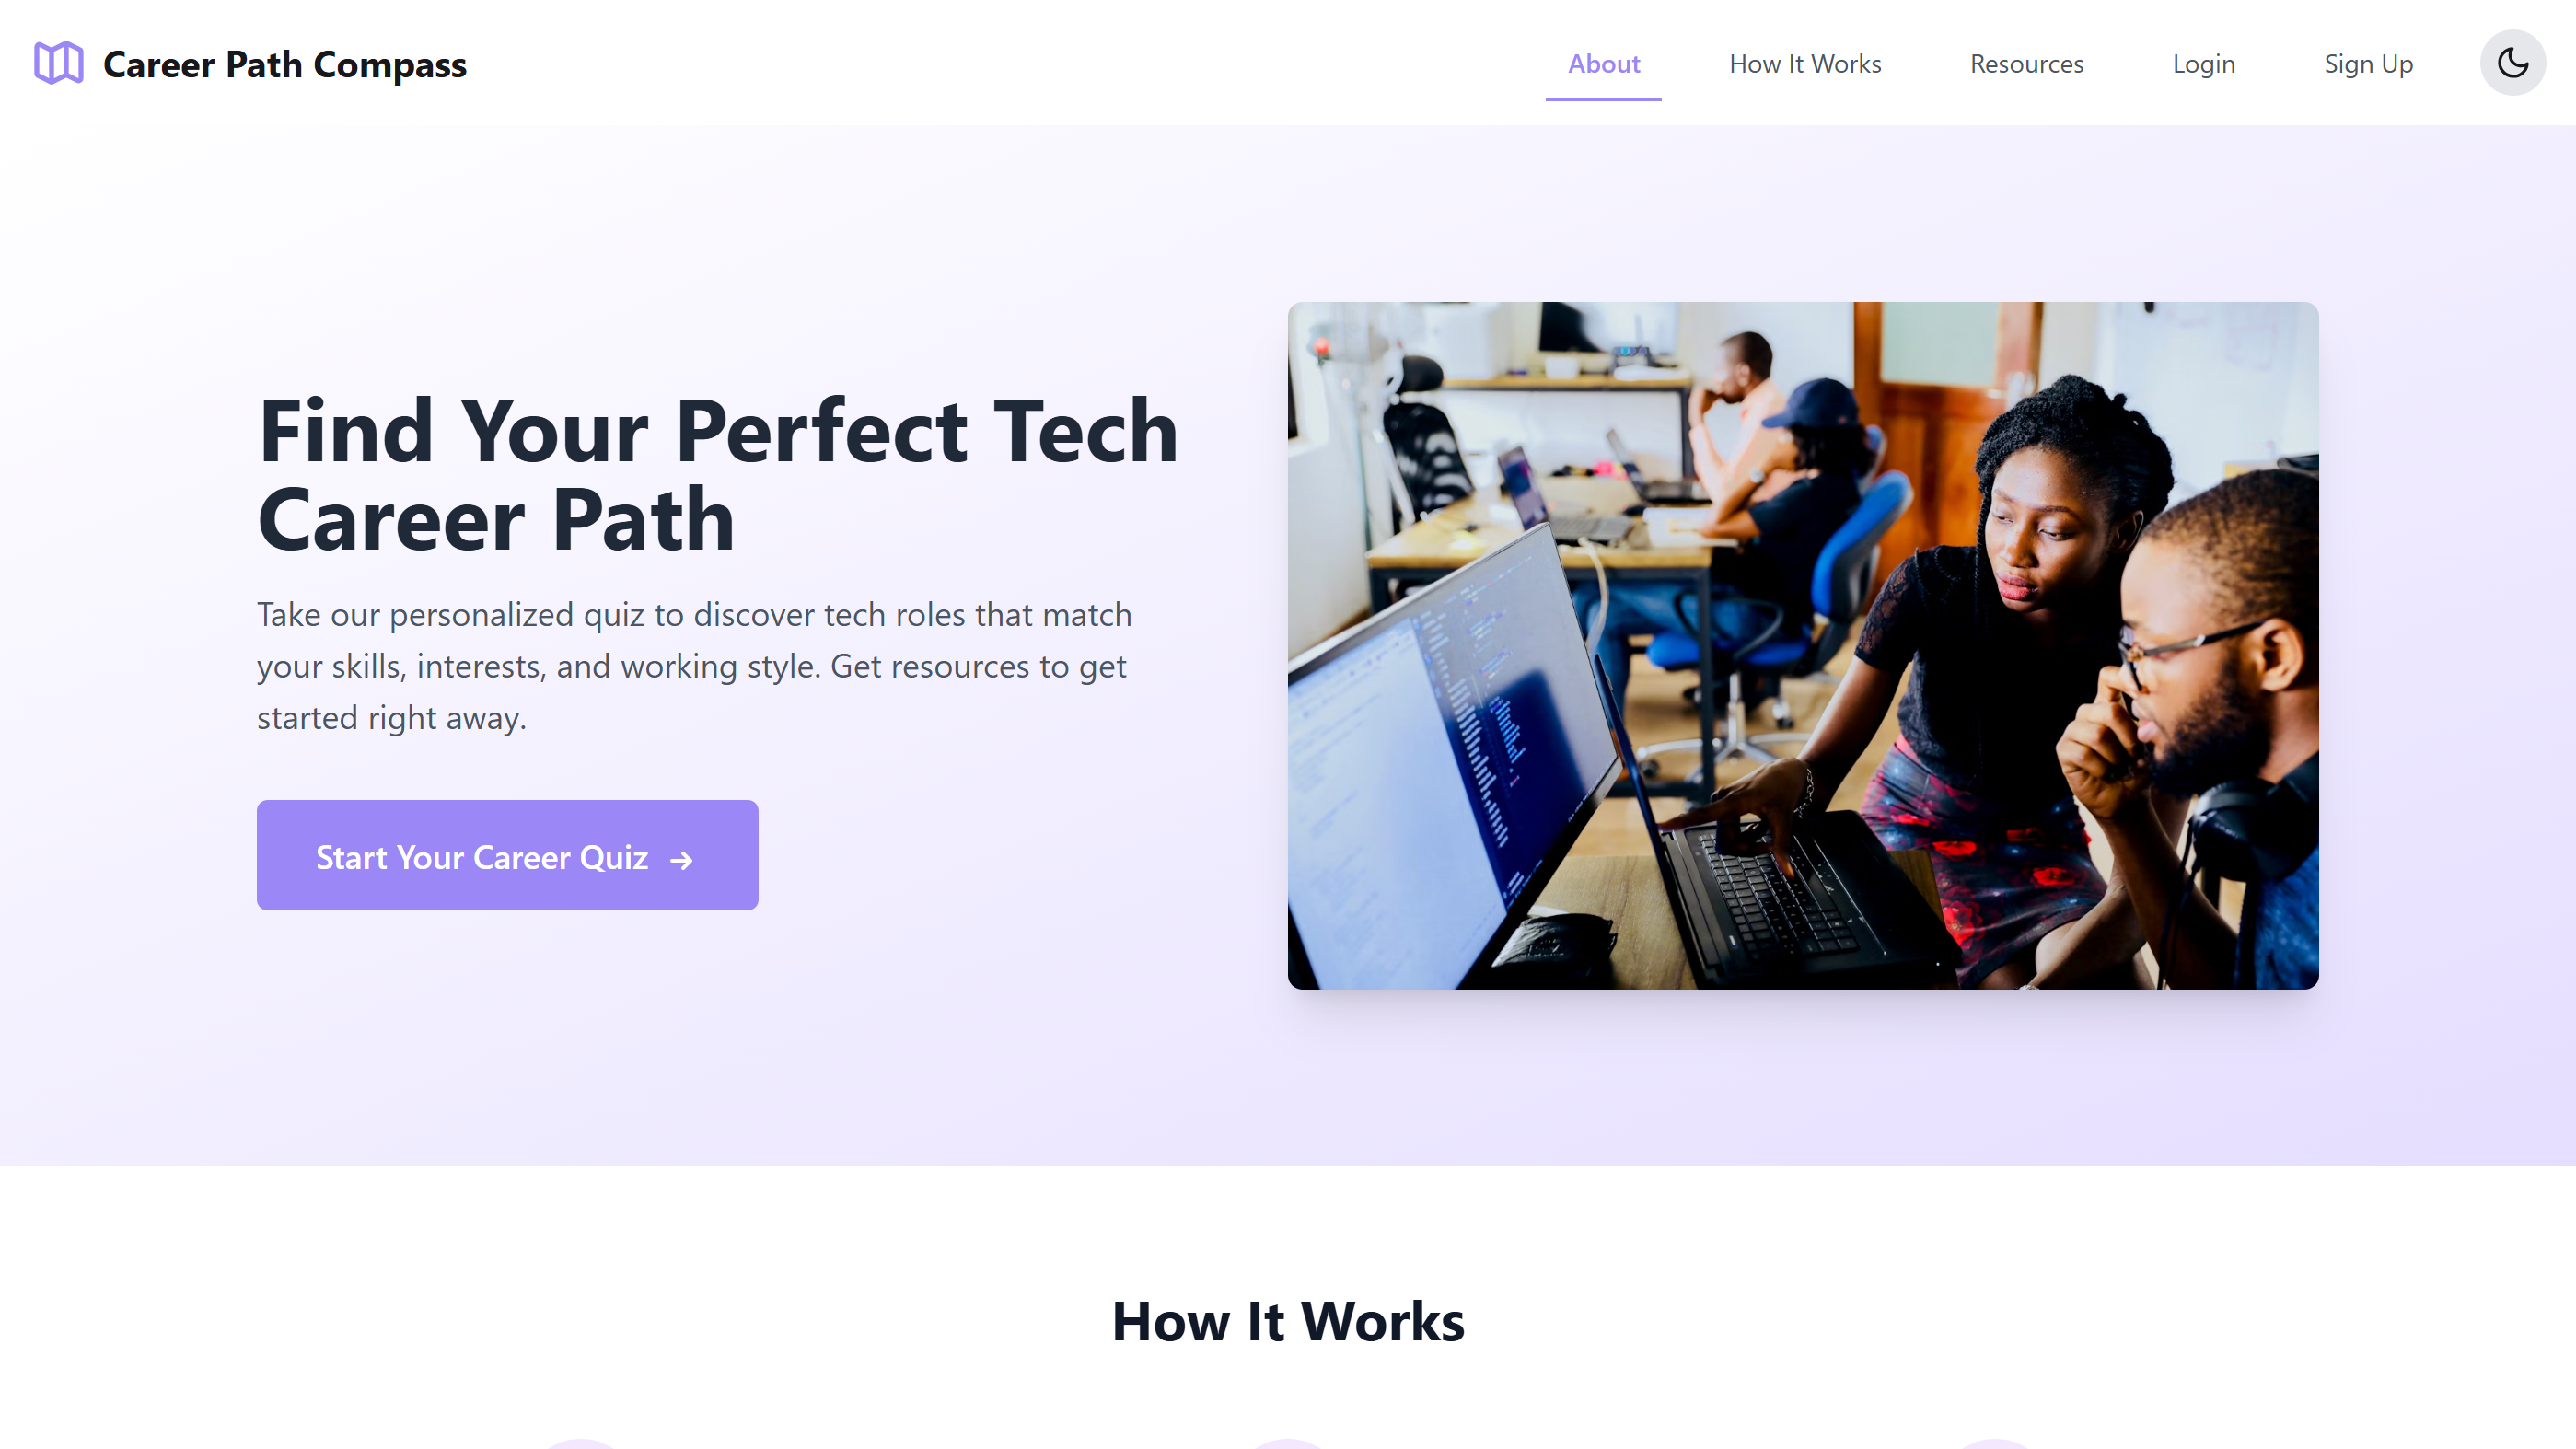 Career Path Compass
About
How It Works
Resources
Login
Sign Up
Find Your Perfect Tech
Career Path
Take our personalized quiz to discover tech roles that match
your skills, interests, and working style. Get resources to get
started right away.
Start Your Career Quiz →
How It Works